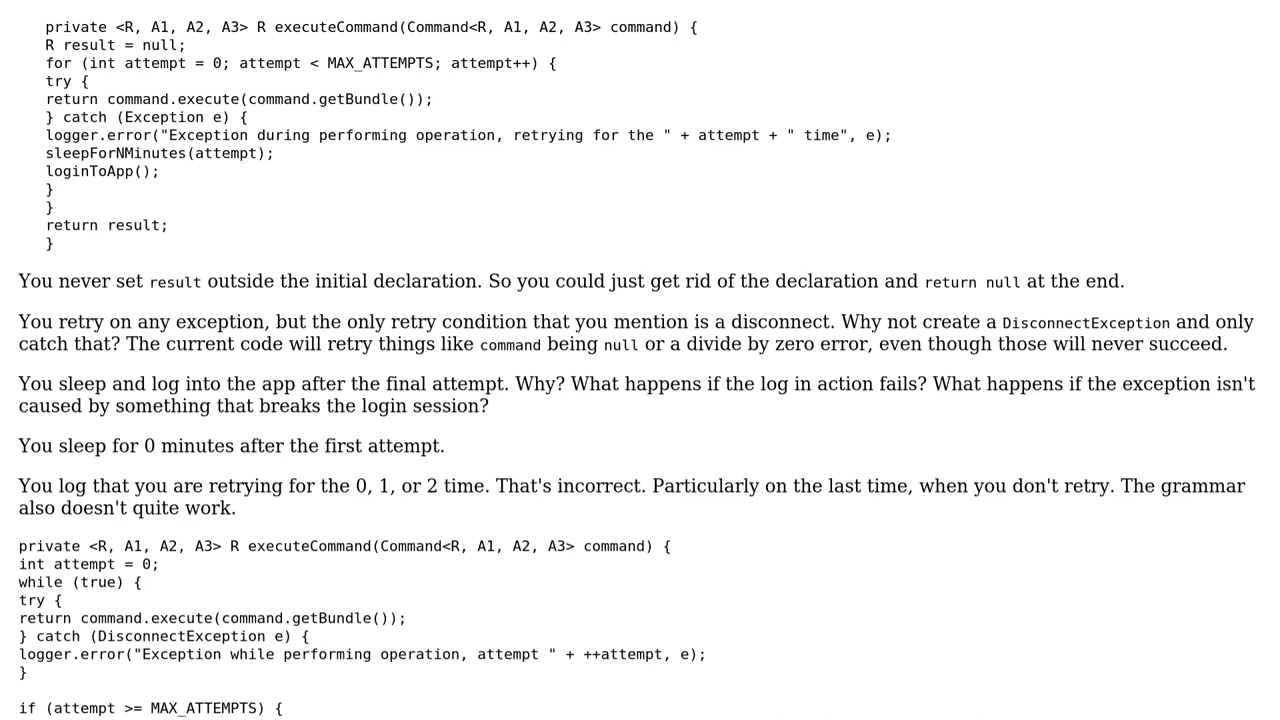 private <R, A1, A2, A3> R executeCommand(Command<R, A1, A2, A3> command) {
R result = null;
for (int attempt = 0; attempt < MAX_ATTEMPTS; attempt++) {
try {
return command.execute(command.getBundle());
} catch (Exception e) {
logger.error("Exception during performing operation, retrying for the " + attempt + " time", e);
sleepForNMinutes(attempt);
loginToApp();
}
}
return result;
}
You never set result outside the initial declaration. So you could just get rid of the declaration and return null at the end.
You retry on any exception, but the only retry condition that you mention is a disconnect. Why not create a DisconnectException and only
catch that? The current code will retry things like command being null or a divide by zero error, even though those will never succeed.
You sleep and log into the app after the final attempt. Why? What happens if the log in action fails? What happens if the exception isn't
caused by something that breaks the login session?
You sleep for 0 minutes after the first attempt.
You log that you are retrying for the 0, 1, or 2 time. That's incorrect. Particularly on the last time, when you don't retry. The grammar
also doesn't quite work.
private <R, A1, A2, A3> R executeCommand(Command<R, A1, A2, A3> command) {
int attempt = 0;
while (true) {
try {
return command.execute(command.getBundle());
} catch (DisconnectException e) {
logger.error("Exception while performing operation, attempt " + ++attempt, e);
}
if (attempt >= MAX_ATTEMPTS) {